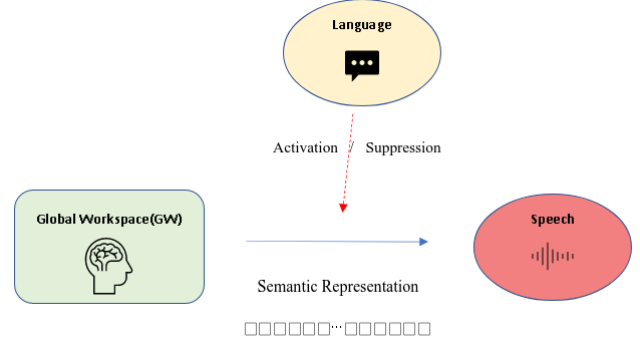 Language
Activation / Suppression
Global Workspace(GW)
Speech
Semantic Representation